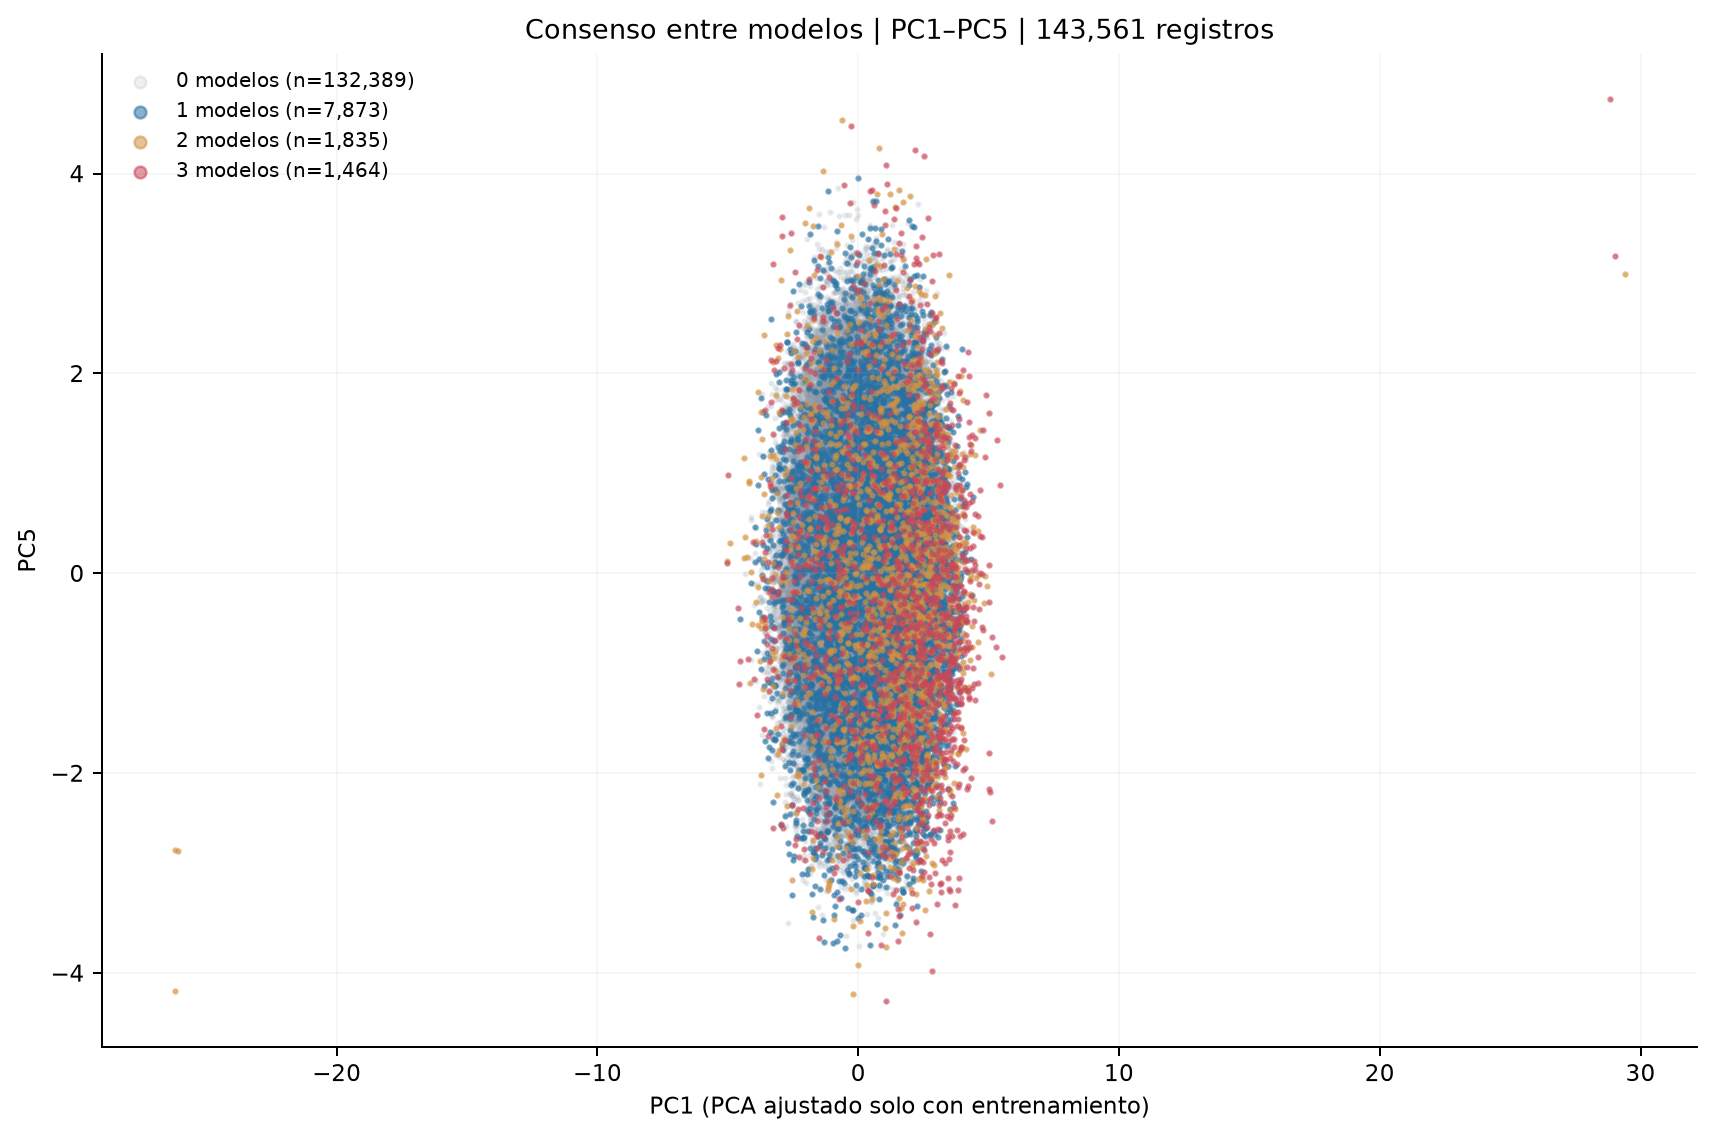 Consenso entre modelos | PC1–PC5 | 143,561 registros
0 modelos (n=132,389)
1 modelos (n=7,873)
2 modelos (n=1,835)
3 modelos (n=1,464)
4
2
0
−2
−4
PC5
−20
−10
0
10
20
30
PC1 (PCA ajustado solo con entrenamiento)